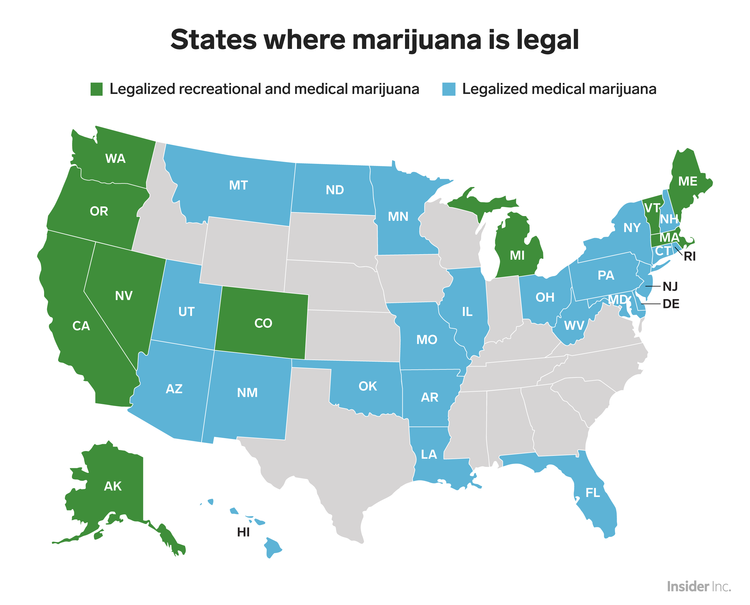 States where marijuana is legal
Legalized recreational and medical marijuana
Legalized medical marijuana
WA
MT
ND
MN
OR
NV
CA
UT
CO
AZ
NM
OK
MO
AR
LA
IL
MI
OH
WV
PA
NY
VT
NH
ME
MA
CT
RI
NJ
DE
MD
FL
AK
HI
Insider Inc.